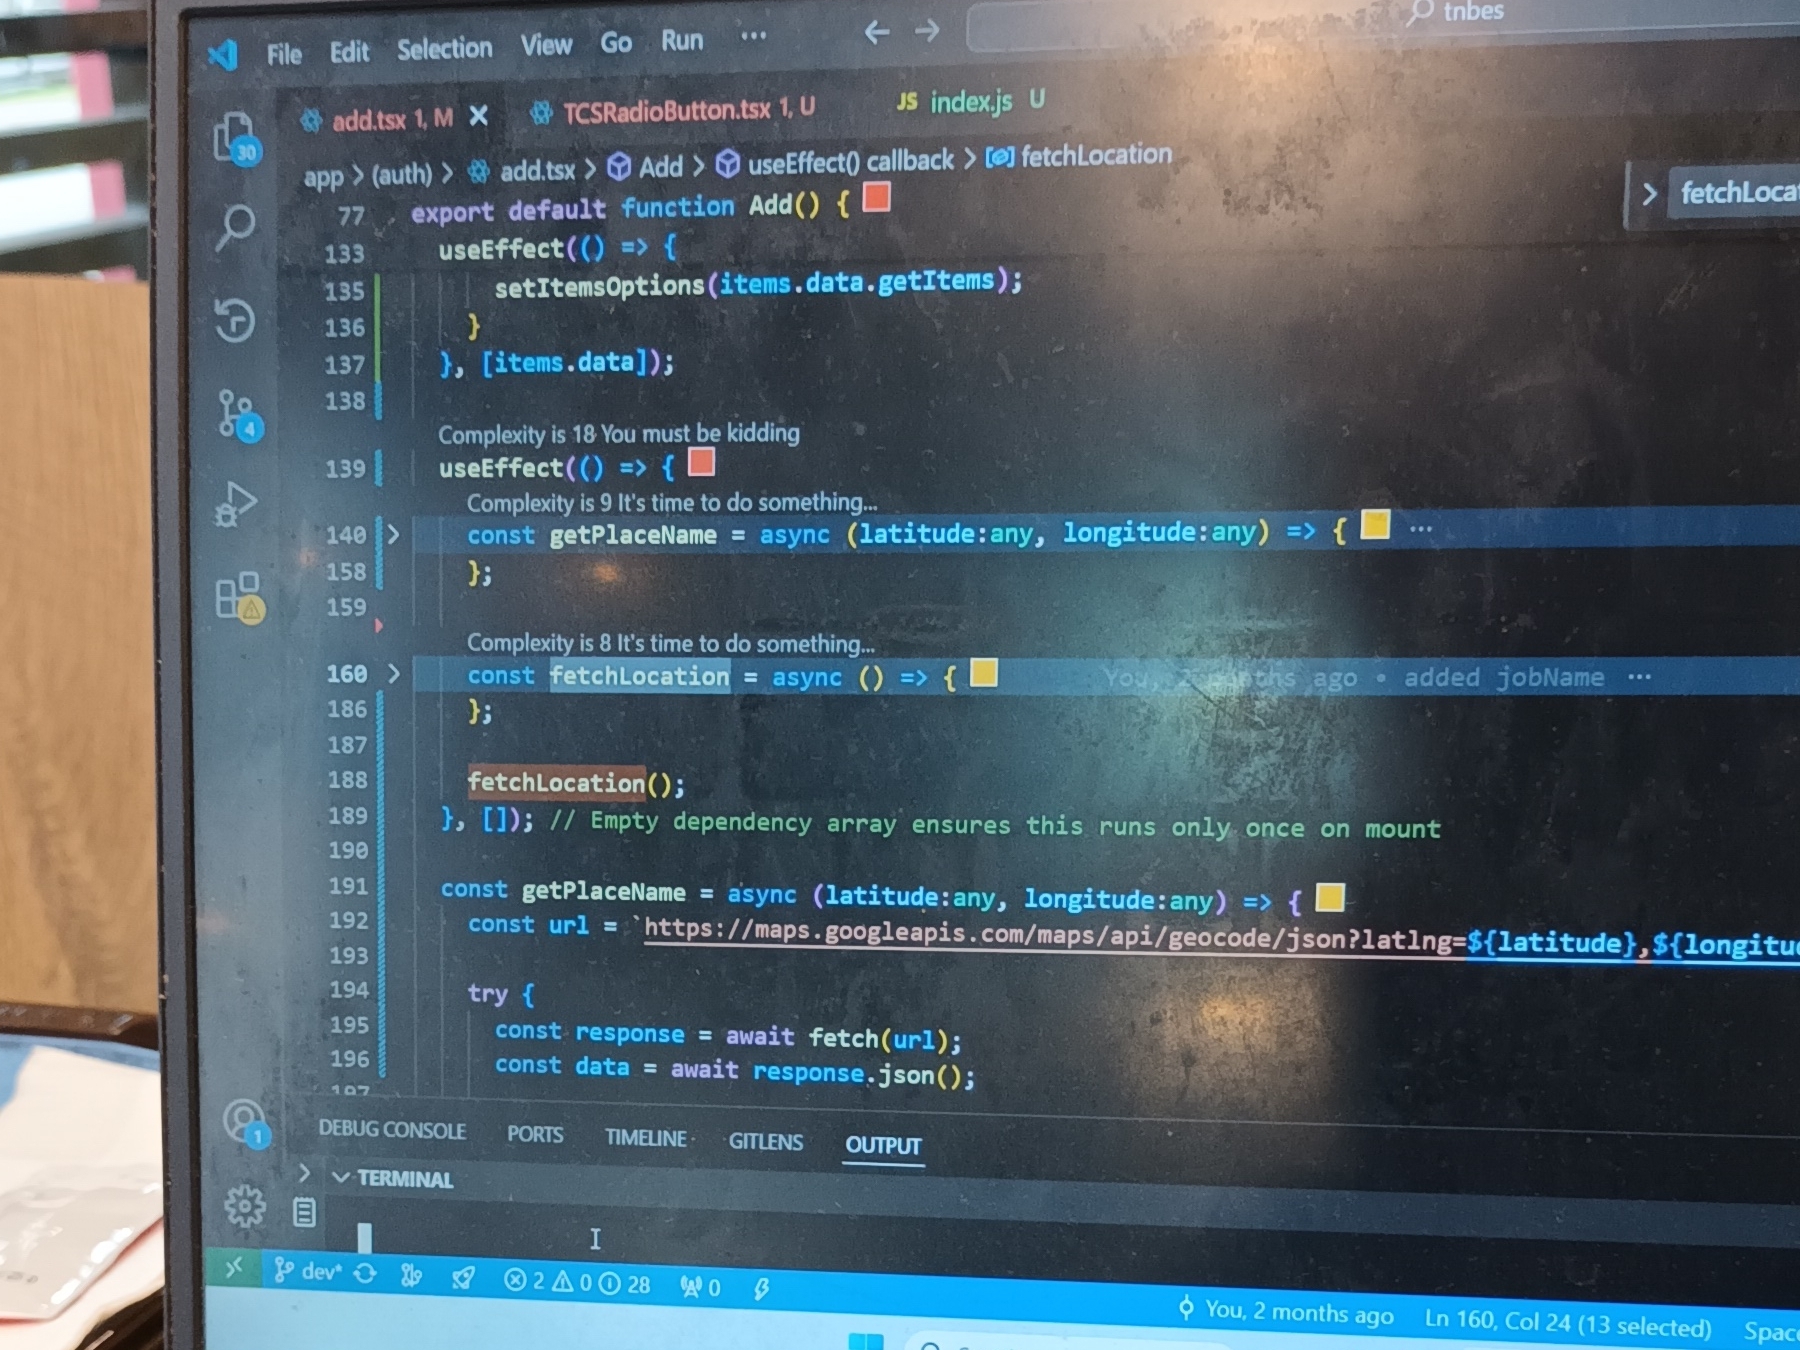 File Edit Selection View Go Run ... tnbes
add.tsx 1, M TCSRadioButton.tsx 1, U JS index.js U
app > (auth) > add.tsx > Add > useEffect() callback > fetchLocation
77 export default function Add() {
> fetchLoca
133 useEffect(() => {
135 setItemsOptions(items.data.getItems);
136 }
137 }, [items.data]);
138
Complexity is 18 You must be kidding
139 useEffect(() => {
Complexity is 9 It's time to do something...
140 > const getPlaceName = async (latitude:any, longitude:any) => { ...
158 };
159
Complexity is 8 It's time to do something...
160 > const fetchLocation = async () => { You, 2 months ago • added jobName ...
186 };
187
188 fetchLocation();
189 }, []); // Empty dependency array ensures this runs only once on mount
190
191 const getPlaceName = async (latitude:any, longitude:any) => {
192 const url = `https://maps.googleapis.com/maps/api/geocode/json?latlng=${latitude},${longitu
193
194 try {
195 const response = await fetch(url);
196 const data = await response.json();
197
DEBUG CONSOLE PORTS TIMELINE GITLENS OUTPUT
TERMINAL
dev* 2 0 28 0 You, 2 months ago Ln 160, Col 24 (13 selected) Spac
30
4
1